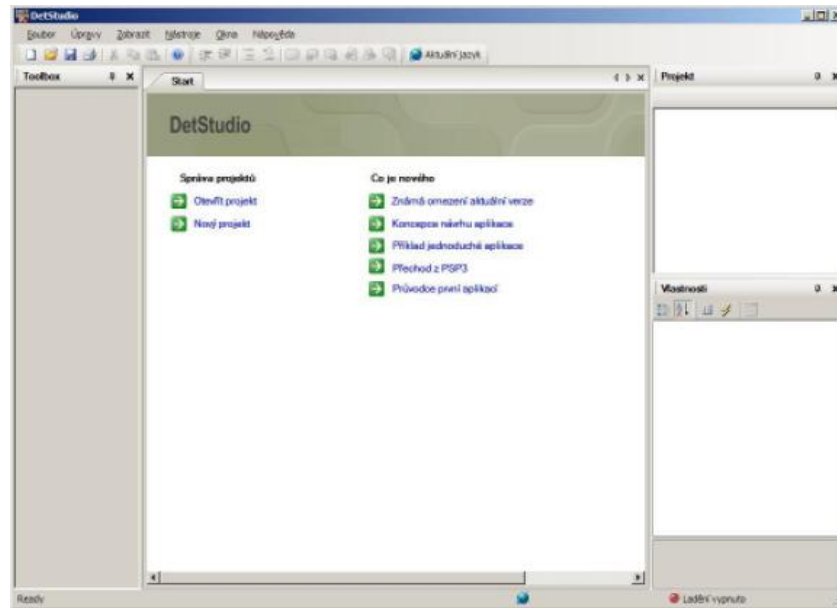 DetStudio
Soubor Úpravy Zobrazit Nástroje Okna Nápověda
Aktuální jazyk
Toolbox
Start
Projekt
DetStudio
Správa projektů
Otevřít projekt
Nový projekt
Co je nového
Známá omezení aktuální verze
Koncepce návrhu aplikace
Příklad jednoduché aplikace
Přechod z PSP3
Průvodce první aplikací
Vlastnosti
Ready
Ladění vypnuto